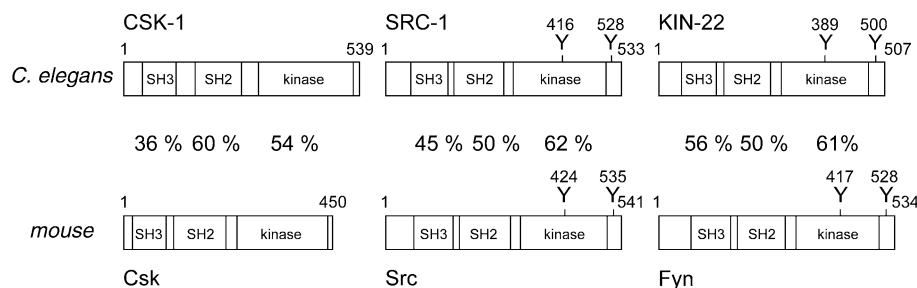 CSK-1 SRC-1 KIN-22
416 528 389 500
Y Y Y Y
1 539 1 533 1 507
C. elegans SH3 SH2 kinase SH3 SH2 kinase SH3 SH2 kinase
36 % 60 % 54 % 45 % 50 % 62 % 56 % 50 % 61%
424 535 417 528
Y Y Y Y
1 450 1 541 1 534
mouse SH3 SH2 kinase SH3 SH2 kinase SH3 SH2 kinase
Csk Src Fyn